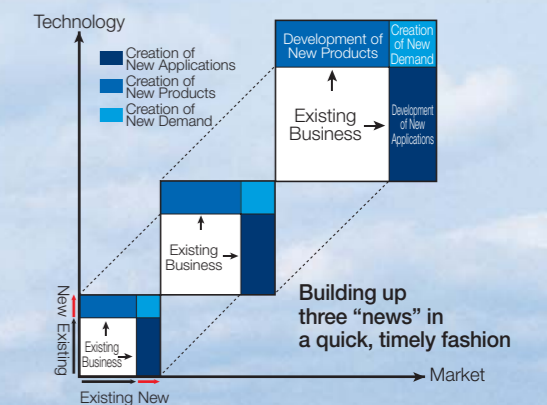 Technology
Creation of
New Applications
Creation of
New Products
Creation of
New Demand
Development of
New Products
Creation
of New
Demand
Existing
Business
Development
of New
Applications
Existing
Business
Building up
three “news” in
a quick, timely fashion
New
Existing
Existing
Business
Market
Existing New